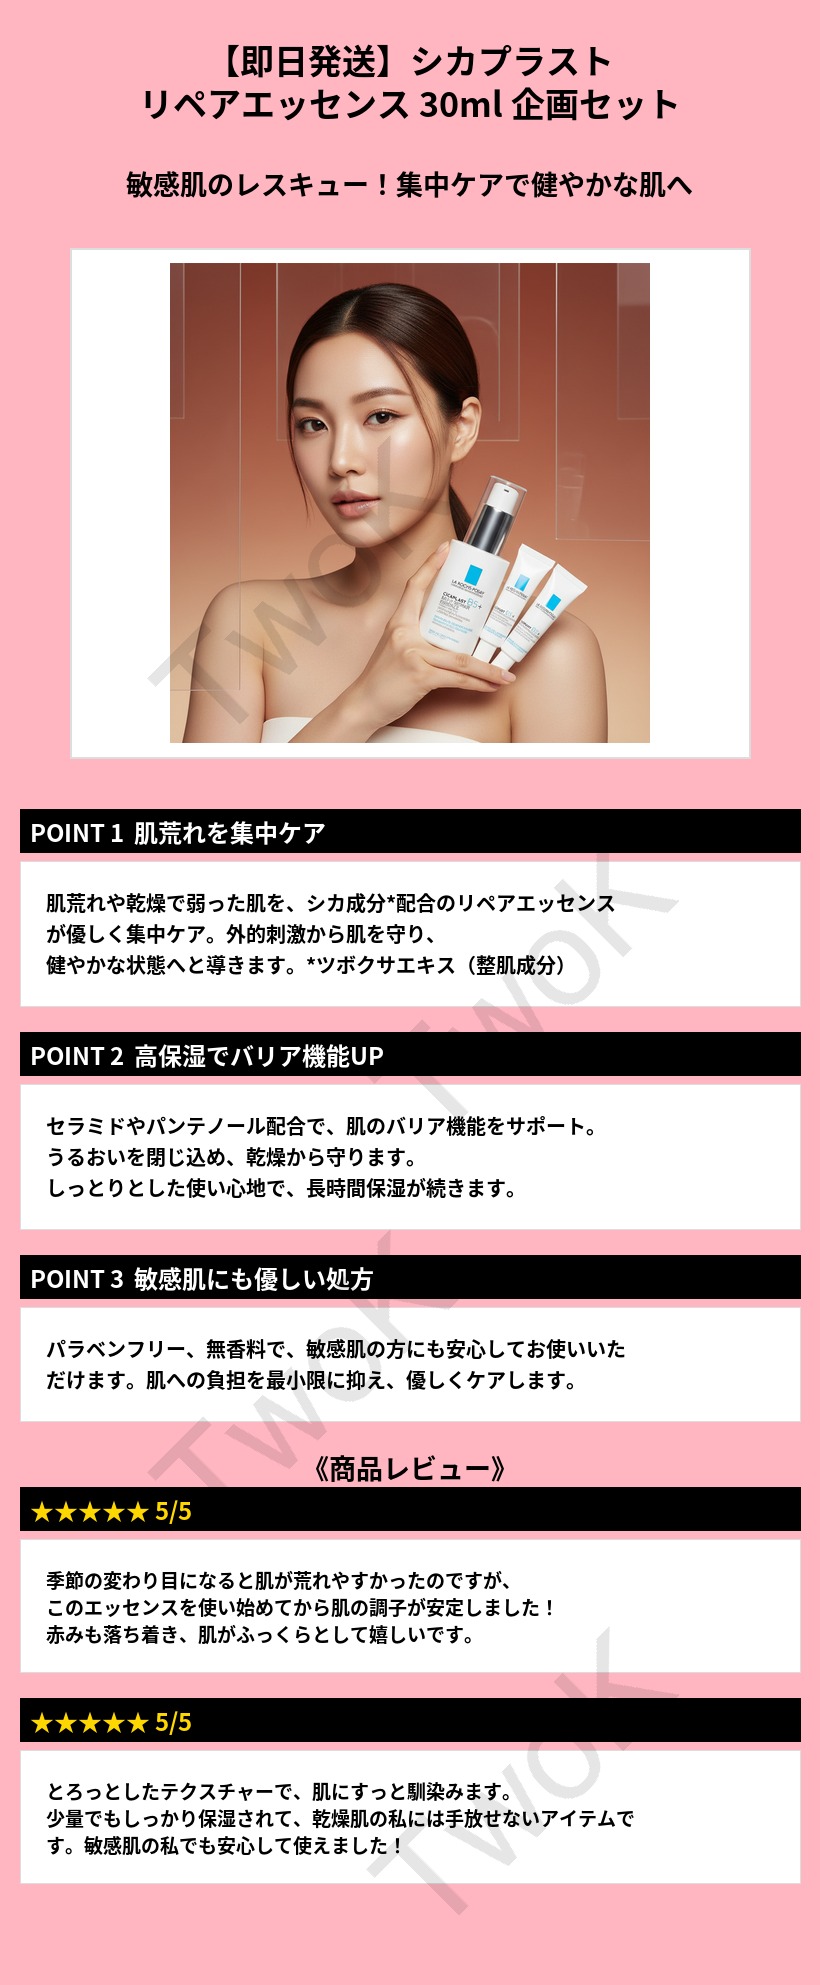 【即日発送】シカプラスト
リペアエッセンス 30ml 企画セット
敏感肌のレスキュー！集中ケアで健やかな肌へ
LA ROCHE-POSAY
CICAPLAST B5+
TwoK
POINT 1 肌荒れを集中ケア
肌荒れや乾燥で弱った肌を、シカ成分*配合のリペアエッセンス
が優しく集中ケア。外的刺激から肌を守り、
健やかな状態へと導きます。*ツボクサエキス（整肌成分）
TwoK
POINT 2 高保湿でバリア機能UP
セラミドやパンテノール配合で、肌のバリア機能をサポート。
うるおいを閉じ込め、乾燥から守ります。
しっとりとした使い心地で、長時間保湿が続きます。
POINT 3 敏感肌にも優しい処方
パラベンフリー、無香料で、敏感肌の方にも安心してお使いいた
だけます。肌への負担を最小限に抑え、優しくケアします。
TwoK
《商品レビュー》
★★★★★ 5/5
季節の変わり目になると肌が荒れやすかったのですが、
このエッセンスを使い始めてから肌の調子が安定しました！
赤みも落ち着き、肌がふっくらとして嬉しいです。
★★★★★ 5/5
とろっとしたテクスチャーで、肌にすっと馴染みます。
少量でもしっかり保湿されて、乾燥肌の私には手放せないアイテムで
す。敏感肌の私でも安心して使えました！
TwoK